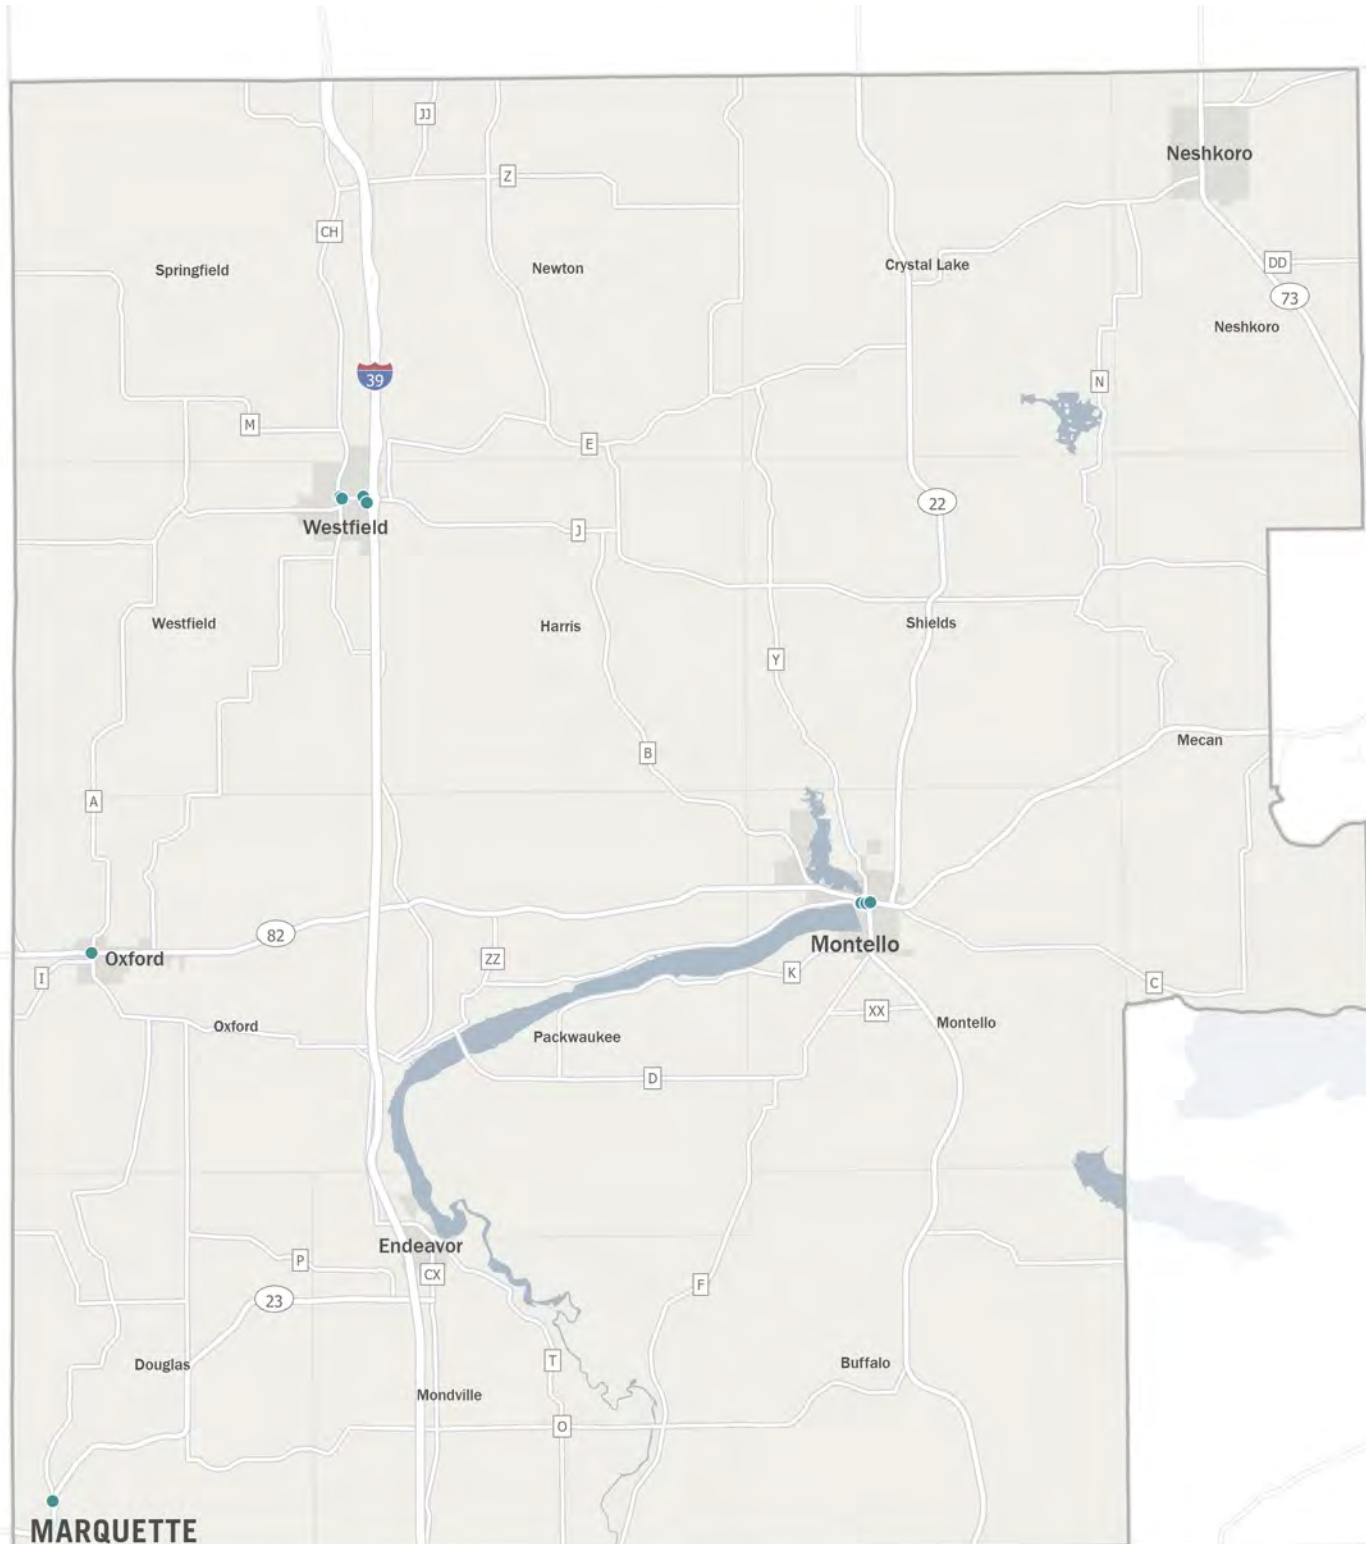 JJ
Neshkoro
Z
CH
Springfield
Newton
Crystal Lake
DD
73
Neshkoro
39
N
M
E
22
J
Westfield
Westfield
Harris
Shields
Y
B
Mecan
A
82
Oxford
Montello
ZZ
I
K
C
XX
Oxford
Packwaukee
Montello
D
Endeavor
P
CX
F
23
T
Douglas
Buffalo
Mondville
O
MARQUETTE